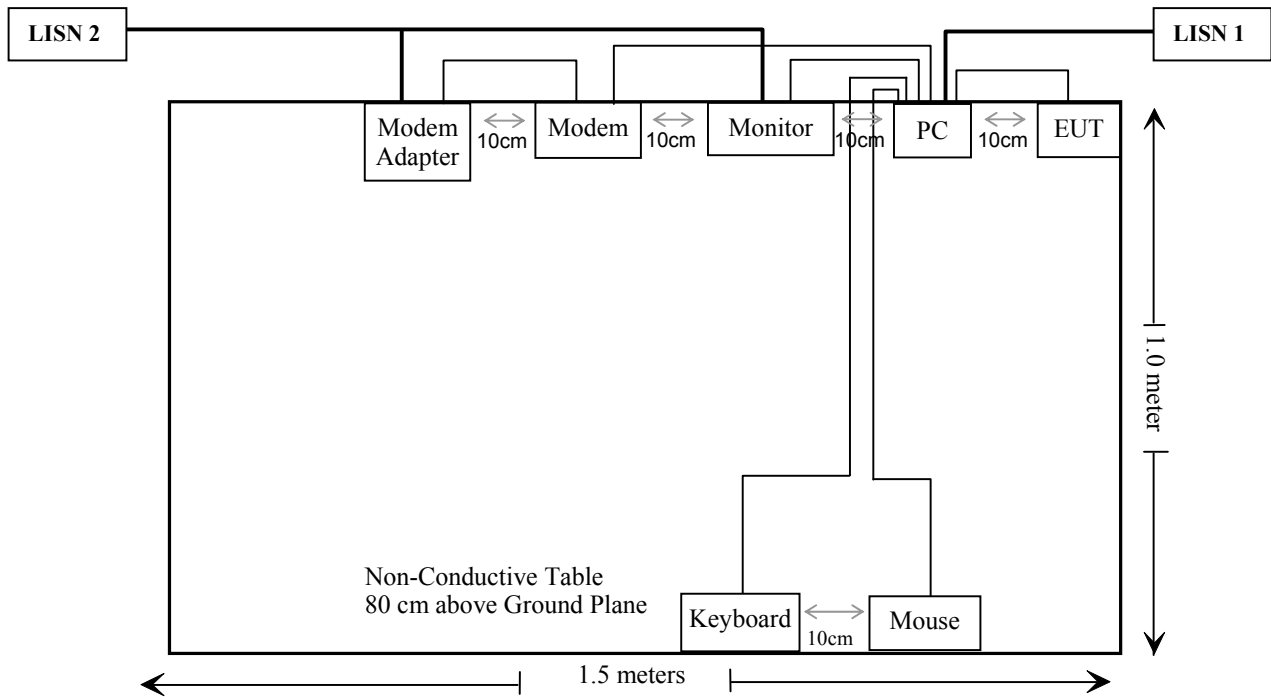 LISN 2
LISN 1
Modem
Adapter
10cm
Modem
10cm
Monitor
10cm
PC
10cm
EUT
1.0 meter
Non-Conductive Table
80 cm above Ground Plane
Keyboard
10cm
Mouse
1.5 meters